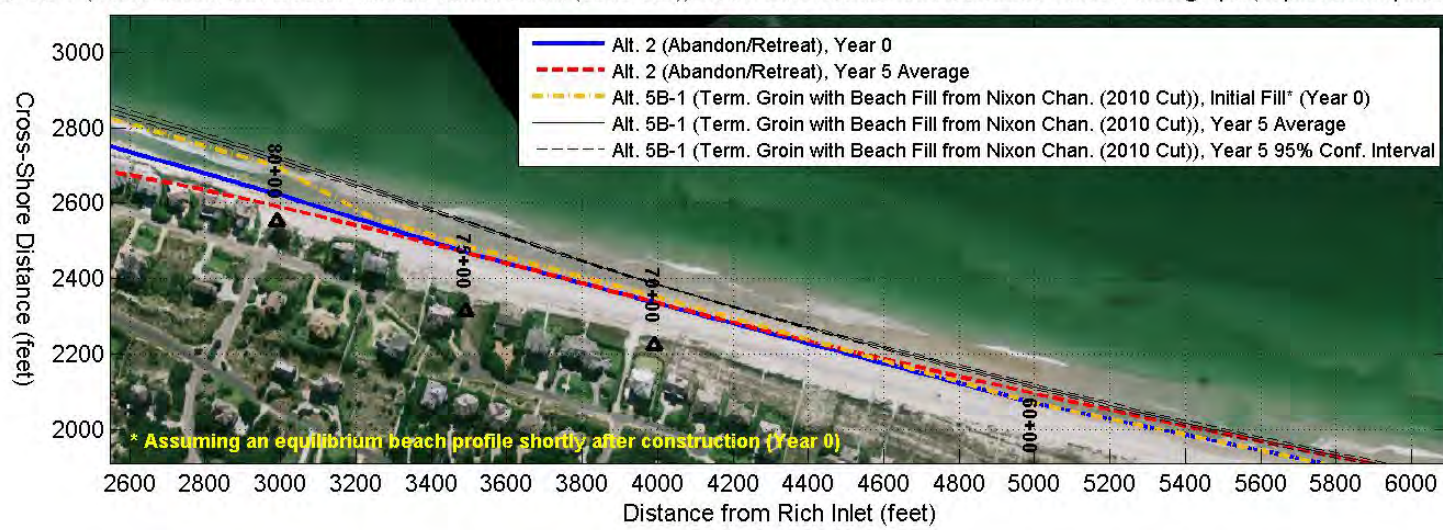 Alt. 2 (Abandon/Retreat), Year 0
Alt. 2 (Abandon/Retreat), Year 5 Average
Alt. 5B-1 (Term. Groin with Beach Fill from Nixon Chan. (2010 Cut)), Initial Fill* (Year 0)
Alt. 5B-1 (Term. Groin with Beach Fill from Nixon Chan. (2010 Cut)), Year 5 Average
Alt. 5B-1 (Term. Groin with Beach Fill from Nixon Chan. (2010 Cut)), Year 5 95% Conf. Interval
Cross-Shore Distance (feet)
3000
2800
2600
2400
2200
2000
80+00
75+00
70+00
60+00
* Assuming an equilibrium beach profile shortly after construction (Year 0)
2600 2800 3000 3200 3400 3600 3800 4000 4200 4400 4600 4800 5000 5200 5400 5600 5800 6000
Distance from Rich Inlet (feet)